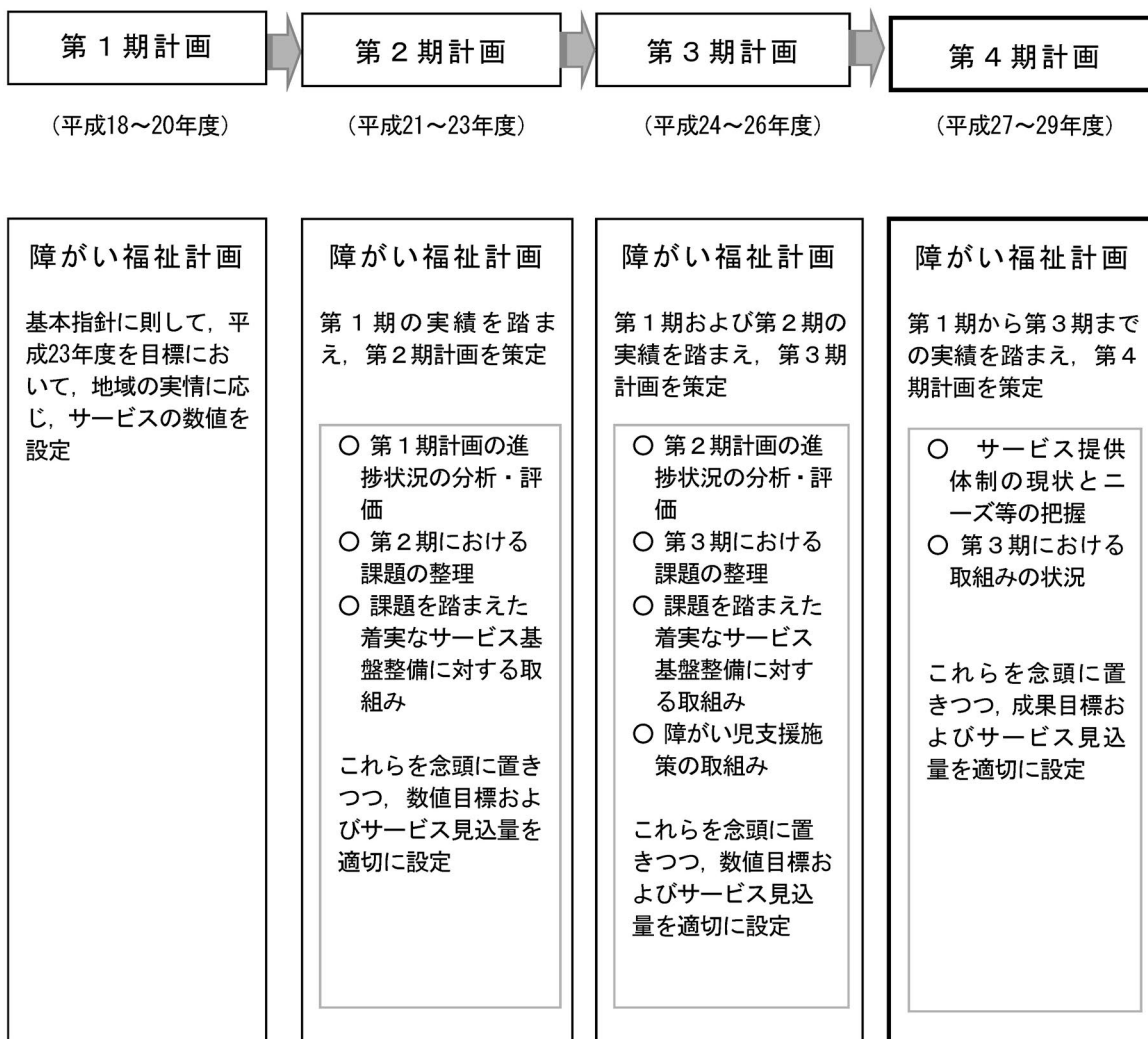 第１期計画
第２期計画
第３期計画
第４期計画
（平成18～20年度）
（平成21～23年度）
（平成24～26年度）
（平成27～29年度）
障がい福祉計画
基本指針に則して，平
成23年度を目標にお
いて，地域の実情に応
じ，サービスの数値を
設定
障がい福祉計画
第１期の実績を踏ま
え，第２期計画を策定
○ 第１期計画の進
捗状況の分析・評
価
○ 第２期における
課題の整理
○ 課題を踏まえた
着実なサービス基
盤整備に対する取
組み
これらを念頭に置き
つつ，数値目標およ
びサービス見込量を
適切に設定
障がい福祉計画
第１期および第２期の
実績を踏まえ，第３期
計画を策定
○ 第２期計画の進
捗状況の分析・評
価
○ 第３期における
課題の整理
○ 課題を踏まえた
着実なサービス
基盤整備に対す
る取組み
○ 障がい児支援施
策の取組み
これらを念頭に置
きつつ，数値目標お
よびサービス見込
量を適切に設定
障がい福祉計画
第１期から第３期まで
の実績を踏まえ，第４
期計画を策定
○ サービス提供
体制の現状とニ
ーズ等の把握
○ 第３期における
取組みの状況
これらを念頭に置
きつつ，成果目標お
よびサービス見込
量を適切に設定